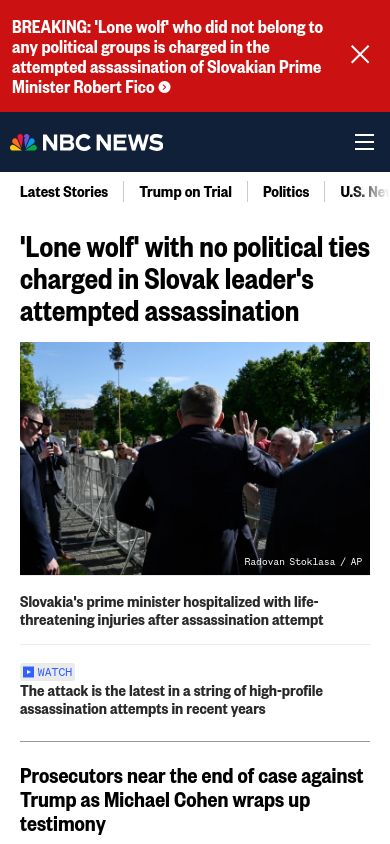 BREAKING: 'Lone wolf' who did not belong to
any political groups is charged in the
attempted assassination of Slovakian Prime
Minister Robert Fico
NBC NEWS
Latest Stories Trump on Trial Politics U.S. New
'Lone wolf' with no political ties
charged in Slovak leader's
attempted assassination
Radovan Stoklasa / AP
Slovakia's prime minister hospitalized with life-
threatening injuries after assassination attempt
WATCH
The attack is the latest in a string of high-profile
assassination attempts in recent years
Prosecutors near the end of case against
Trump as Michael Cohen wraps up
testimony